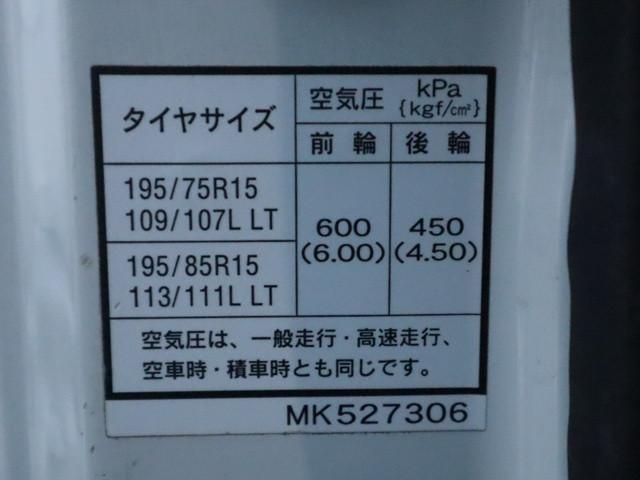 タイヤサイズ
空気圧 kPa
{kgf/cm²}
前輪 後輪
195/75R15
109/107L LT
195/85R15
113/111L LT
600 450
(6.00) (4.50)
空気圧は、一般走行・高速走行、
空車時・積車時とも同じです。
MK527306